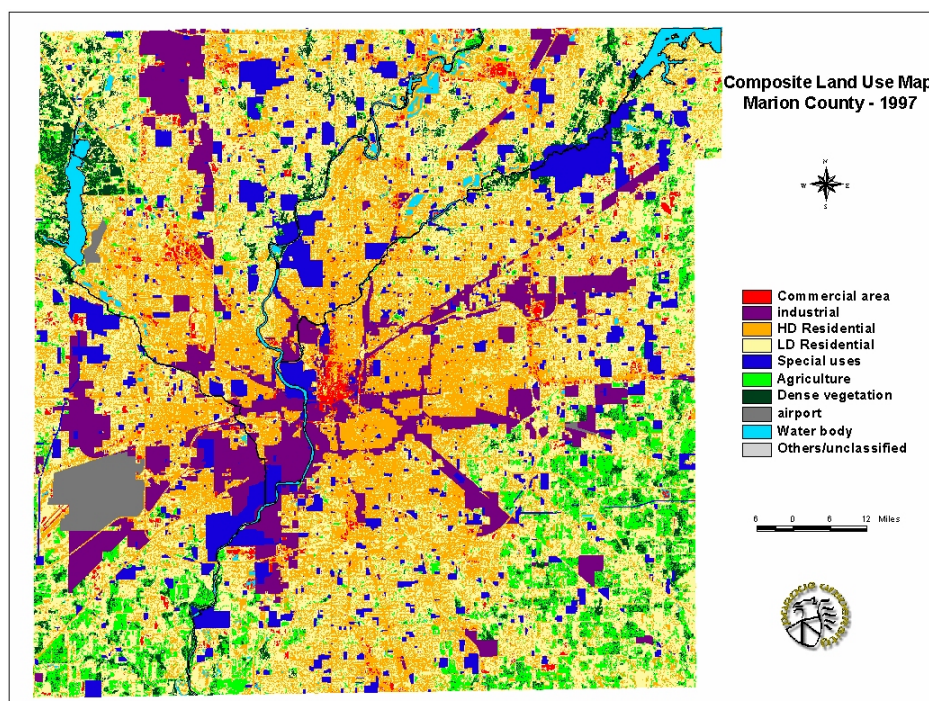 Composite Land Use Map
Marion County - 1997
N
W E
S
Commercial area
industrial
HD Residential
LD Residential
Special uses
Agriculture
Dense vegetation
airport
Water body
Others/unclassified
6 0 6 12 Miles